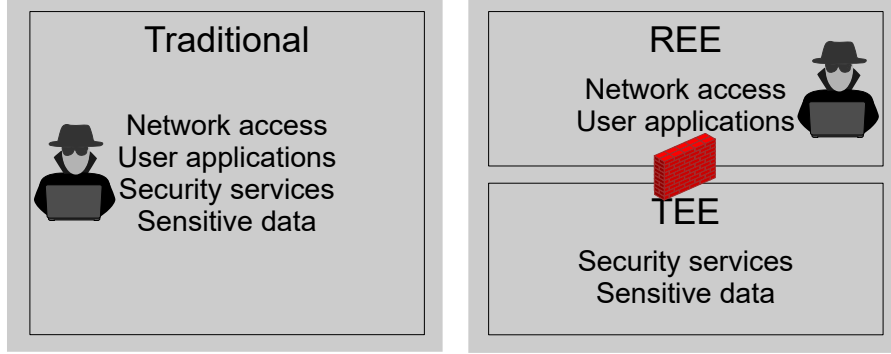 Traditional
Network access
User applications
Security services
Sensitive data
REE
Network access
User applications
TEE
Security services
Sensitive data